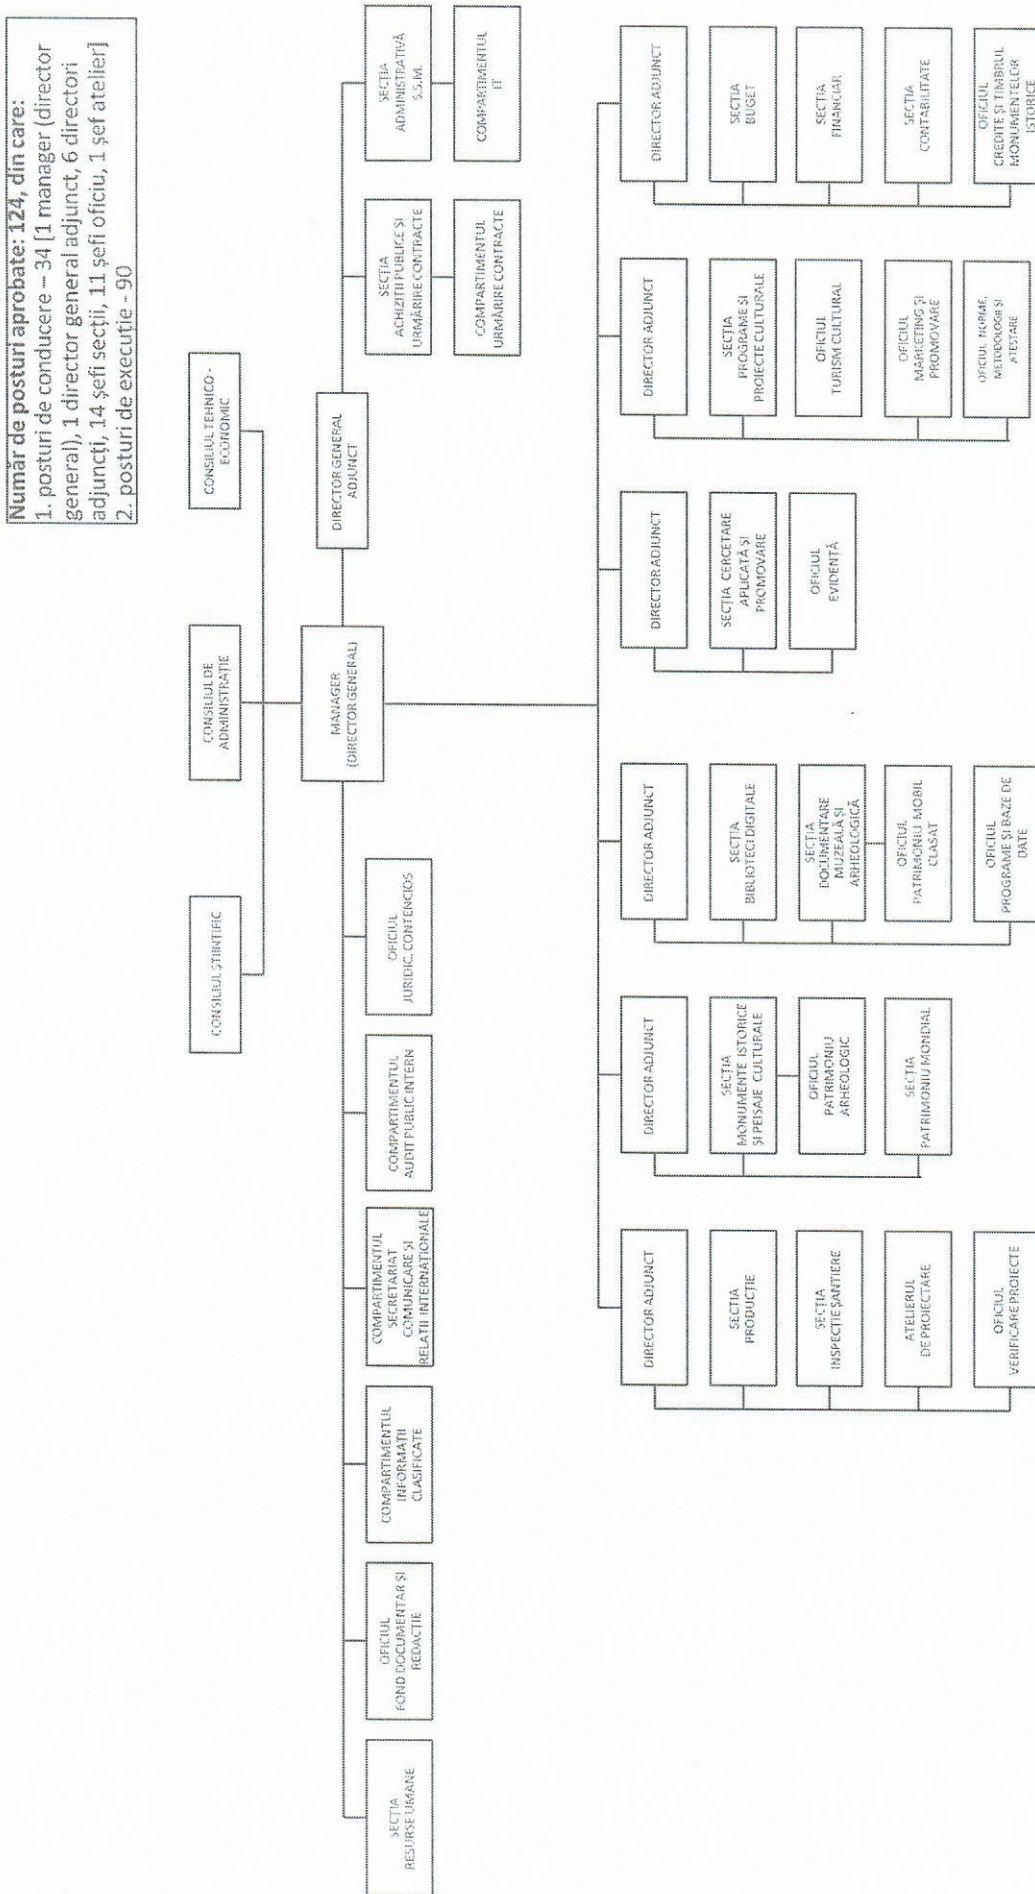 Număr de posturi aprobate: 124, din care:
1. posturi de conducere – 34 [1 manager (director
general), 1 director general adjunct, 6 directori
adjuncți, 14 șefi secții, 11 șefi oficiu, 1 șef atelier]
2. posturi de execuție - 90
CONSILIUL ȘTIINȚIFIC
CONSILIUL DE
ADMINISTRAȚIE
CONSILIUL TEHNICO -
ECONOMIC
MANAGER
(DIRECTOR GENERAL)
DIRECTOR GENERAL
ADJUNCT
SECȚIA
RESURSE UMANE
OFICIUL
FOND DOCUMENTAR ȘI
REDACȚIE
COMPARTIMENTUL
INFORMAȚII
CLASIFICATE
COMPARTIMENTUL
SECRETARIAT
COMUNICARE ȘI
RELAȚII INTERNAȚIONALE
COMPARTIMENTUL
AUDIT PUBLIC INTERN
OFICIUL
JURIDIC, CONTENCIOS
SECȚIA
ACHIZIȚII PUBLICE ȘI
URMĂRIRE CONTRACTE
COMPARTIMENTUL
URMĂRIRE CONTRACTE
SECȚIA
ADMINISTRATIVĂ
S.S.M.
COMPARTIMENTUL
IT
DIRECTOR ADJUNCT
SECȚIA
PRODUCȚIE
SECȚIA
INSPECȚIE ȘANTIERE
ATELIERUL
DE PROIECTARE
OFICIUL
VERIFICARE PROIECTE
DIRECTOR ADJUNCT
SECȚIA
MONUMENTE ISTORICE
ȘI PEISAJE CULTURALE
OFICIUL
PATRIMONIU
ARHEOLOGIC
SECȚIA
PATRIMONIU MONDIAL
DIRECTOR ADJUNCT
SECȚIA
BIBLIOTECI DIGITALE
SECȚIA
DOCUMENTARE
MUZEALĂ ȘI
ARHEOLOGICĂ
OFICIUL
PATRIMONIU MOBIL
CLASAT
OFICIUL
PROGRAME ȘI BAZE DE
DATE
DIRECTOR ADJUNCT
SECȚIA CERCETARE
APLICATĂ ȘI
PROMOVARE
OFICIUL
EVIDENȚĂ
DIRECTOR ADJUNCT
SECȚIA
PROGRAME ȘI
PROIECTE CULTURALE
OFICIUL
TURISM CULTURAL
OFICIUL
MARKETING ȘI
PROMOVARE
OFICIUL NORME,
METODOLOGII ȘI
ATESTARE
DIRECTOR ADJUNCT
SECȚIA
BUGET
SECȚIA
FINANCIAR
SECȚIA
CONTABILITATE
OFICIUL
CREDITE ȘI TIMBRUL
MONUMENTELOR
ISTORICE